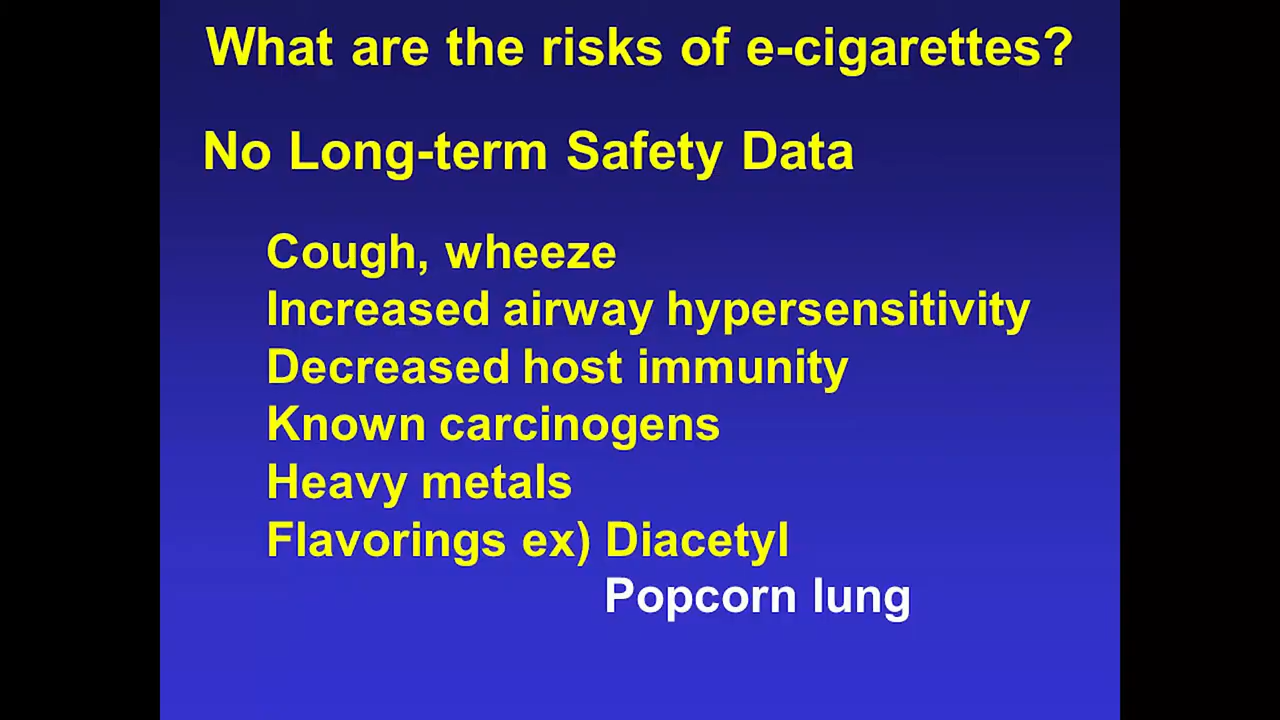 What are the risks of e-cigarettes?
No Long-term Safety Data
Cough, wheeze
Increased airway hypersensitivity
Decreased host immunity
Known carcinogens
Heavy metals
Flavorings ex) Diacetyl
Popcorn lung